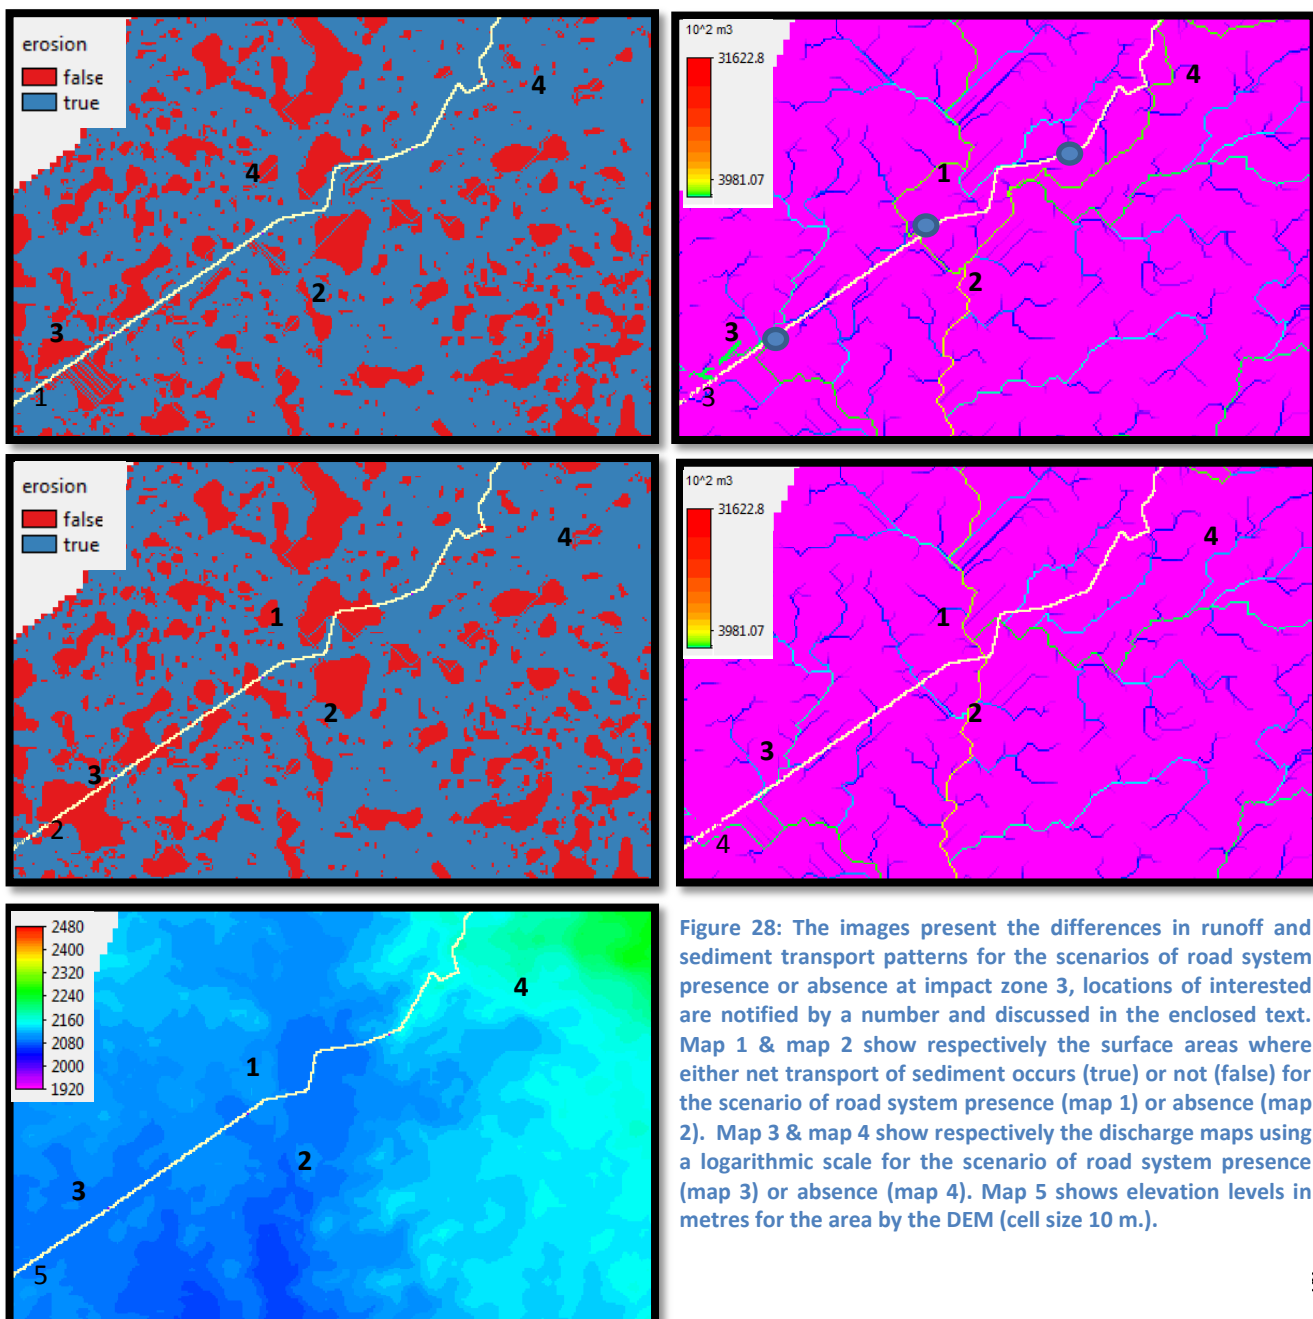 erosion
false
true
4
4
2
3
1
10^2 m3
31622.8
3981.07
4
1
2
3
3
erosion
false
true
4
1
2
3
2
10^2 m3
31622.8
3981.07
4
1
2
3
4
2480
2400
2320
2240
2160
2080
2000
1920
4
1
2
3
5
Figure 28: The images present the differences in runoff and
sediment transport patterns for the scenarios of road system
presence or absence at impact zone 3, locations of interested
are notified by a number and discussed in the enclosed text.
Map 1 & map 2 show respectively the surface areas where
either net transport of sediment occurs (true) or not (false) for
the scenario of road system presence (map 1) or absence (map
2). Map 3 & map 4 show respectively the discharge maps using
a logarithmic scale for the scenario of road system presence
(map 3) or absence (map 4). Map 5 shows elevation levels in
metres for the area by the DEM (cell size 10 m.).